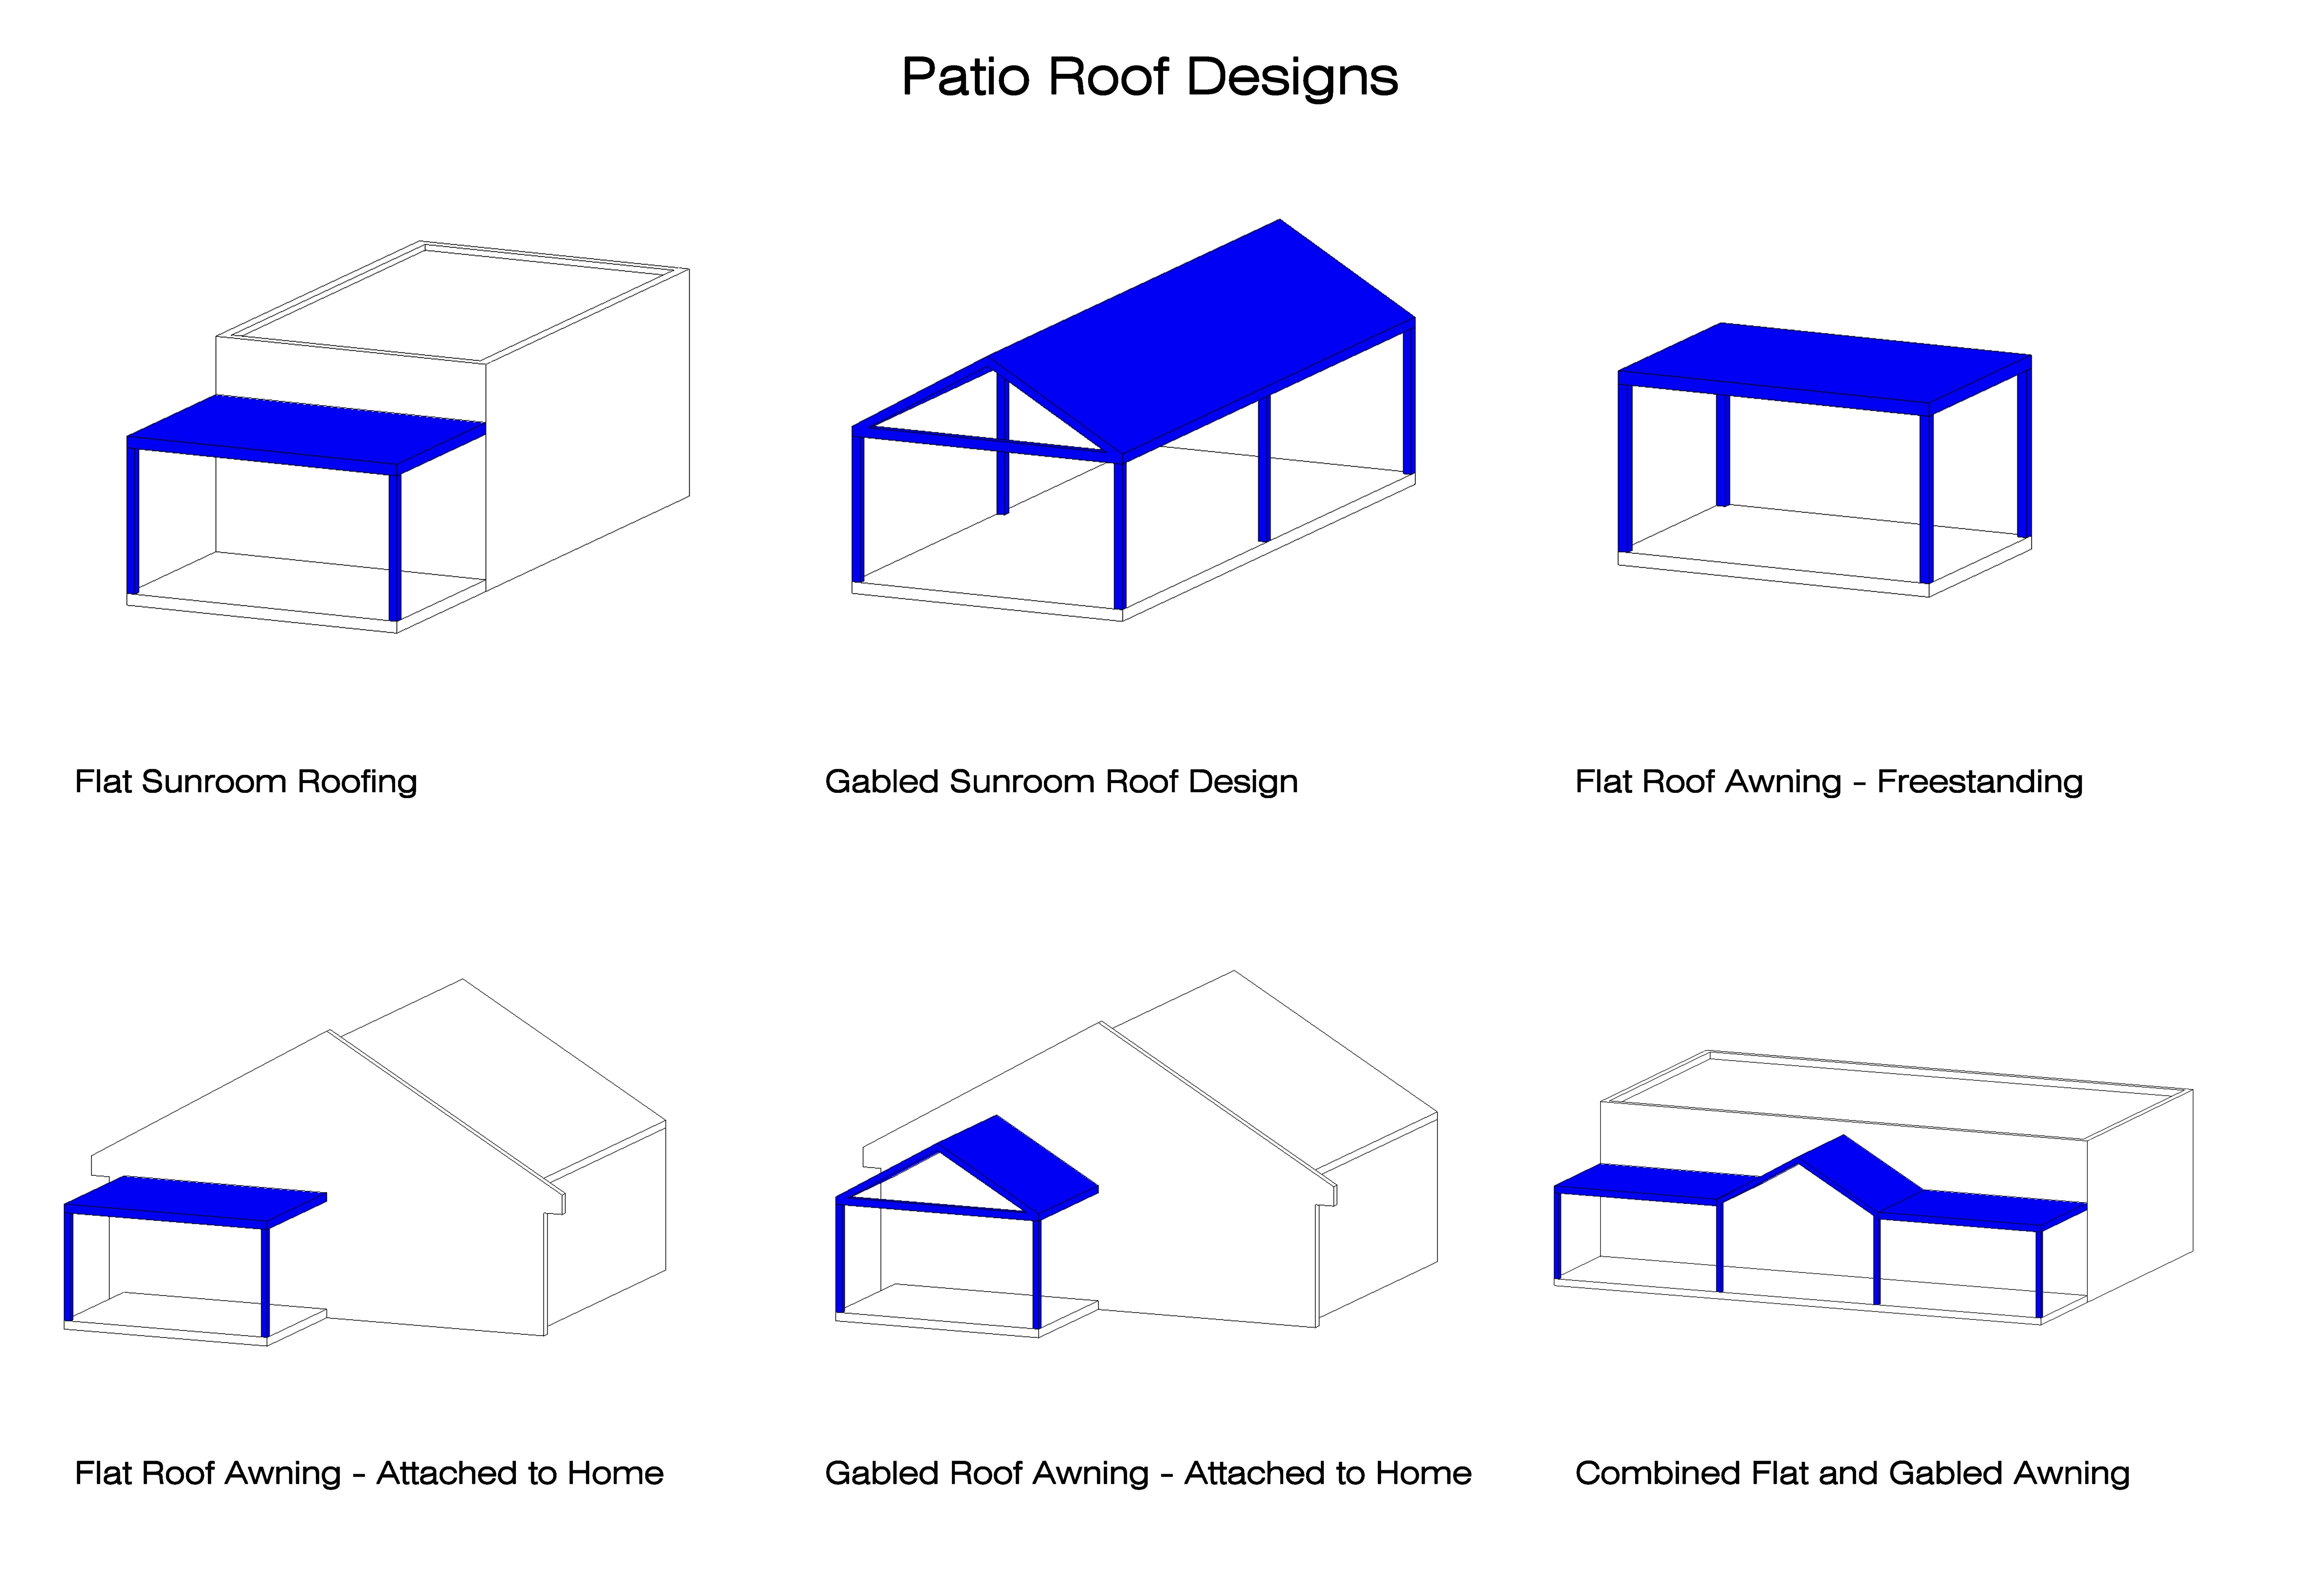 Patio Roof Designs
Flat Sunroom Roofing
Gabled Sunroom Roof Design
Flat Roof Awning - Freestanding
Flat Roof Awning - Attached to Home
Gabled Roof Awning - Attached to Home
Combined Flat and Gabled Awning